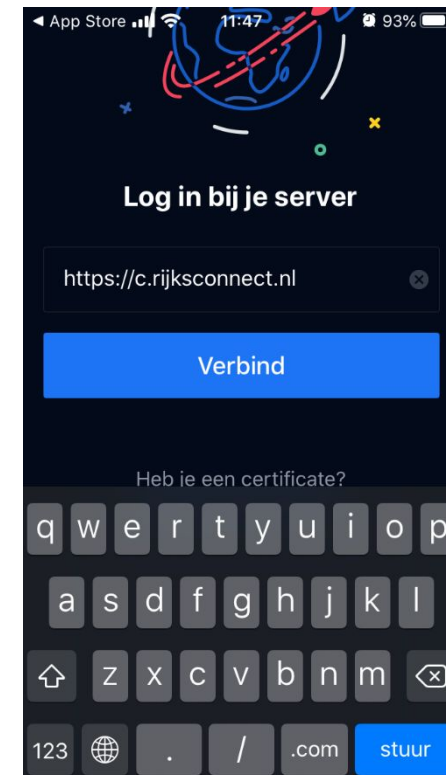 ◀ App Store 11:47 93%
Log in bij je server
https://c.rijksconnect.nl
Verbind
Heb je een certificate?
q w e r t y u i o p
a s d f g h j k l
z x c v b n m
123 . / .com stuur